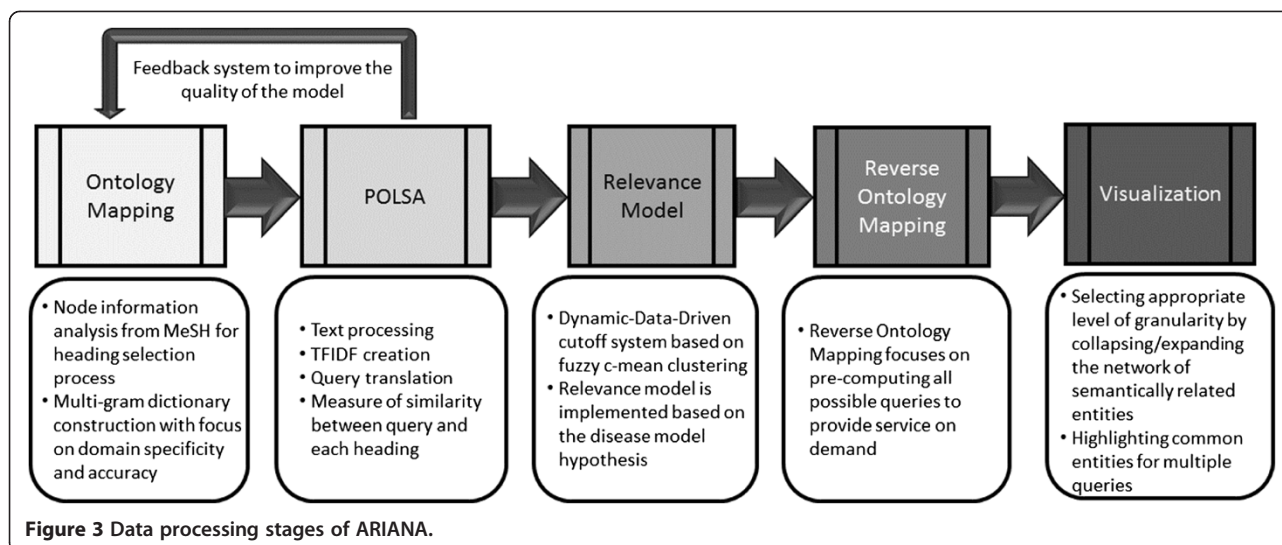 Feedback system to improve the
quality of the model
Ontology
Mapping
POLSA
Relevance
Model
Reverse
Ontology
Mapping
Visualization
• Node information
analysis from MeSH for
heading selection
process
• Multi-gram dictionary
construction with focus
on domain specificity
and accuracy
• Text processing
• TFIDF creation
• Query translation
• Measure of similarity
between query and
each heading
• Dynamic-Data-Driven
cutoff system based on
fuzzy c-mean clustering
• Relevance model is
implemented based on
the disease model
hypothesis
• Reverse Ontology
Mapping focuses on
pre-computing all
possible queries to
provide service on
demand
• Selecting appropriate
level of granularity by
collapsing/expanding
the network of
semantically related
entities
• Highlighting common
entities for multiple
queries
Figure 3 Data processing stages of ARIANA.